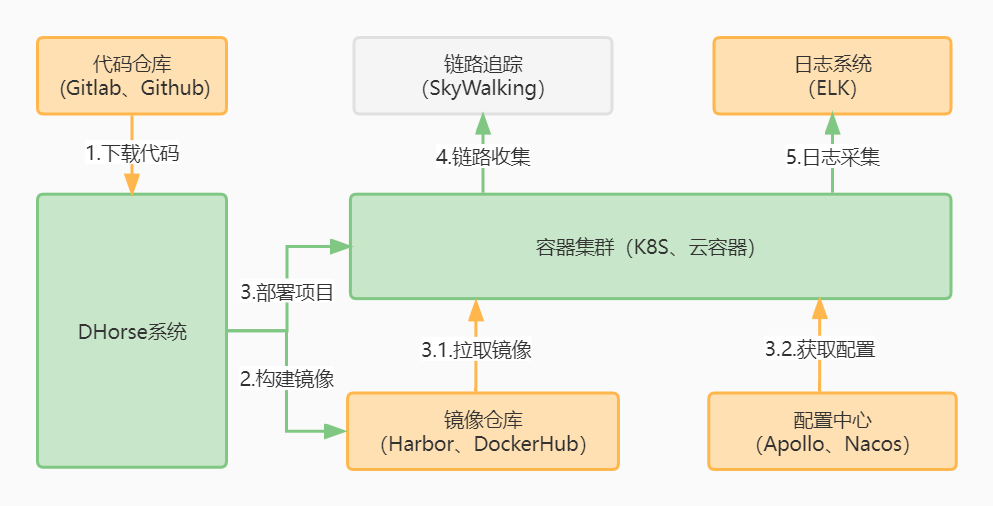 代码仓库
（Gitlab、Github）
链路追踪
（SkyWalking）
日志系统
（ELK）
1.下载代码
4.链路收集
5.日志采集
容器集群（K8S、云容器）
3.部署项目
DHorse系统
3.1.拉取镜像
3.2.获取配置
2.构建镜像
镜像仓库
（Harbor、DockerHub）
配置中心
（Apollo、Nacos）